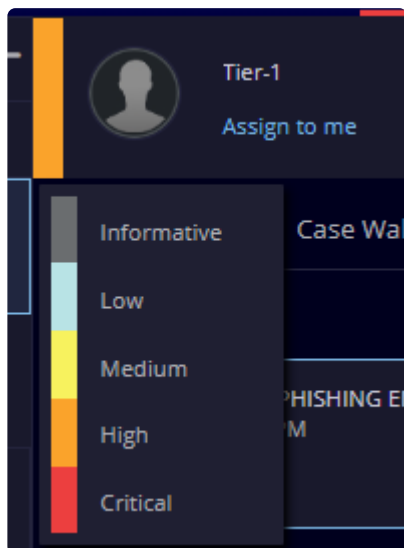 Tier-1
Assign to me
Informative
Case Wal
Low
Medium
PHISHING E
PM
High
Critical